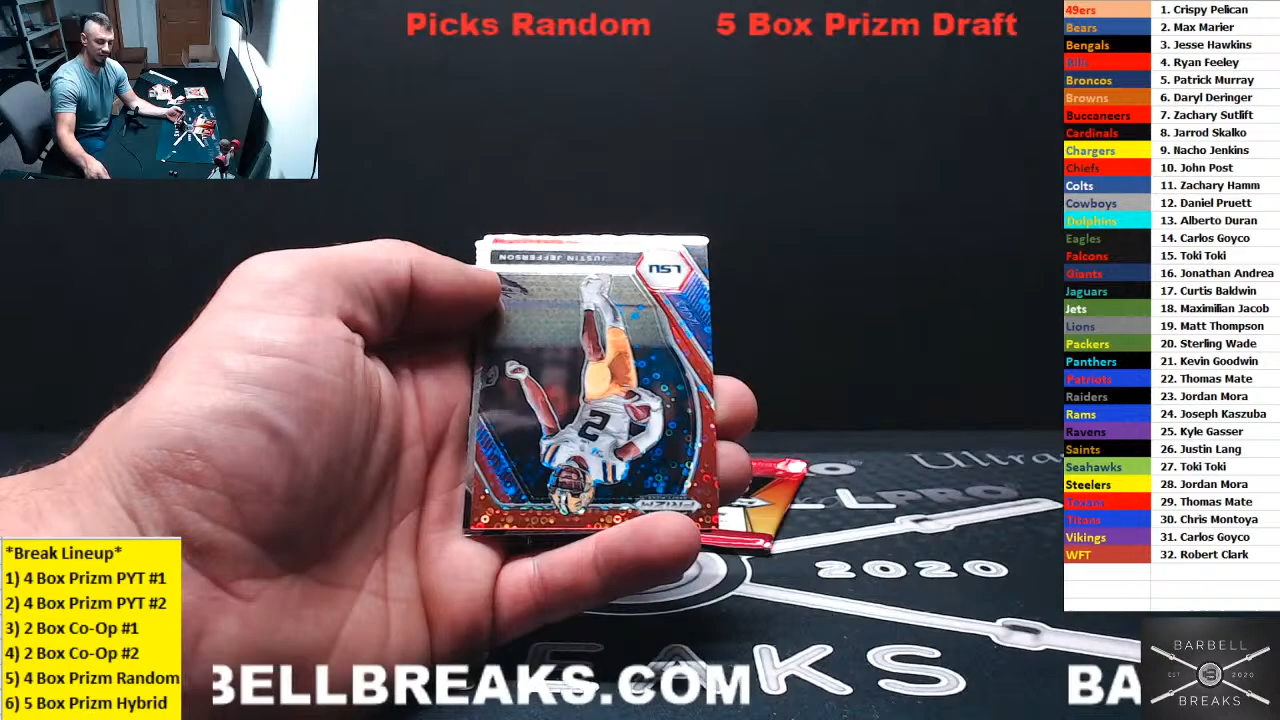 Picks Random 5 Box Prizm Draft
49ers 1. Crispy Pelican
Bears 2. Max Marier
Bengals 3. Jesse Hawkins
Bills 4. Ryan Feeley
Broncos 5. Patrick Murray
Browns 6. Daryl Deringer
Buccaneers 7. Zachary Sutlift
Cardinals 8. Jarrod Skalko
Chargers 9. Nacho Jenkins
Chiefs 10. John Post
Colts 11. Zachary Hamm
Cowboys 12. Daniel Pruett
Dolphins 13. Alberto Duran
Eagles 14. Carlos Goyco
Falcons 15. Toki Toki
Giants 16. Jonathan Andrea
Jaguars 17. Curtis Baldwin
Jets 18. Maximilian Jacob
Lions 19. Matt Thompson
Packers 20. Sterling Wade
Panthers 21. Kevin Goodwin
Patriots 22. Thomas Mate
Raiders 23. Jordan Mora
Rams 24. Joseph Kaszuba
Ravens 25. Kyle Gasser
Saints 26. Justin Lang
Seahawks 27. Toki Toki
Steelers 28. Jordan Mora
Texans 29. Thomas Mate
Titans 30. Chris Montoya
Vikings 31. Carlos Goyco
WFT 32. Robert Clark
JUSTIN JEFFERSON
LSU
2
PRIZM
Ultra
LLPRO
2020
EAKS
*Break Lineup*
1) 4 Box Prizm PYT #1
2) 4 Box Prizm PYT #2
3) 2 Box Co-Op #1
4) 2 Box Co-Op #2
5) 4 Box Prizm Random
6) 5 Box Prizm Hybrid
BELLBREAKS.COM BA
BARBELL
EST 2020
BREAKS